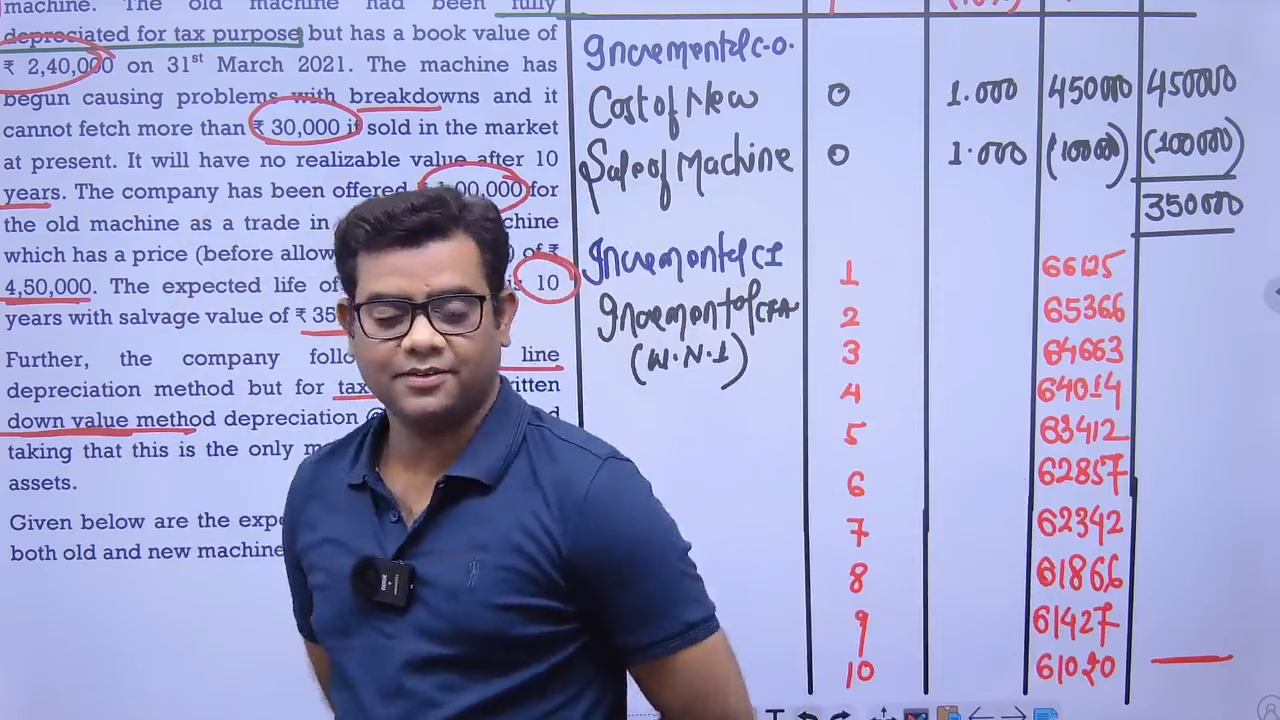 machine. The old machine had been fully
depreciated for tax purpose but has a book value of
₹ 2,40,000 on 31st March 2021. The machine has
begun causing problems with breakdowns and it
cannot fetch more than ₹ 30,000 if sold in the market
at present. It will have no realizable value after 10
years. The company has been offered 00,000 for
the old machine as a trade in chine
which has a price (before allow ) of ₹
4,50,000. The expected life of is 10
years with salvage value of ₹ 35
Further, the company follo line
depreciation method but for tax itten
down value method depreciation @
taking that this is the only m
assets.
Given below are the expe
both old and new machine
Incremental C.O.
Cost of New 0 1.000 450000 450000
Sale of Machine 0 1.000 (100000) (100000)
350000
Incremental CI
Incremental CFA
(W.N.1)
1 66125
2 65366
3 64663
4 64014
5 63412
6 62857
7 62342
8 61866
9 61427
10 61020